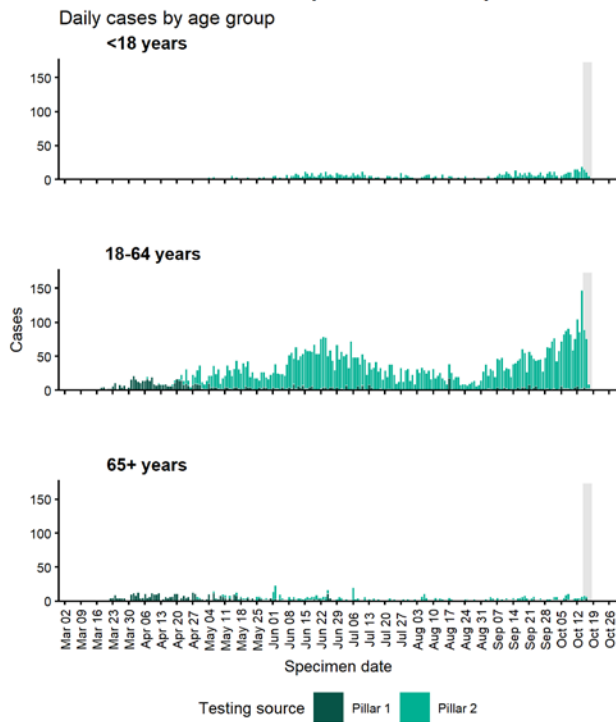 Daily cases by age group
<18 years
150
100
50
0
18-64 years
150
100
50
0
Cases
65+ years
150
100
50
0
Mar 02
Mar 09
Mar 16
Mar 23
Mar 30
Apr 06
Apr 13
Apr 20
Apr 27
May 04
May 11
May 18
May 25
Jun 01
Jun 08
Jun 15
Jun 22
Jun 29
Jul 06
Jul 13
Jul 20
Jul 27
Aug 03
Aug 10
Aug 17
Aug 24
Aug 31
Sep 07
Sep 14
Sep 21
Sep 28
Oct 05
Oct 12
Oct 19
Oct 26
Specimen date
Testing source Pillar 1 Pillar 2